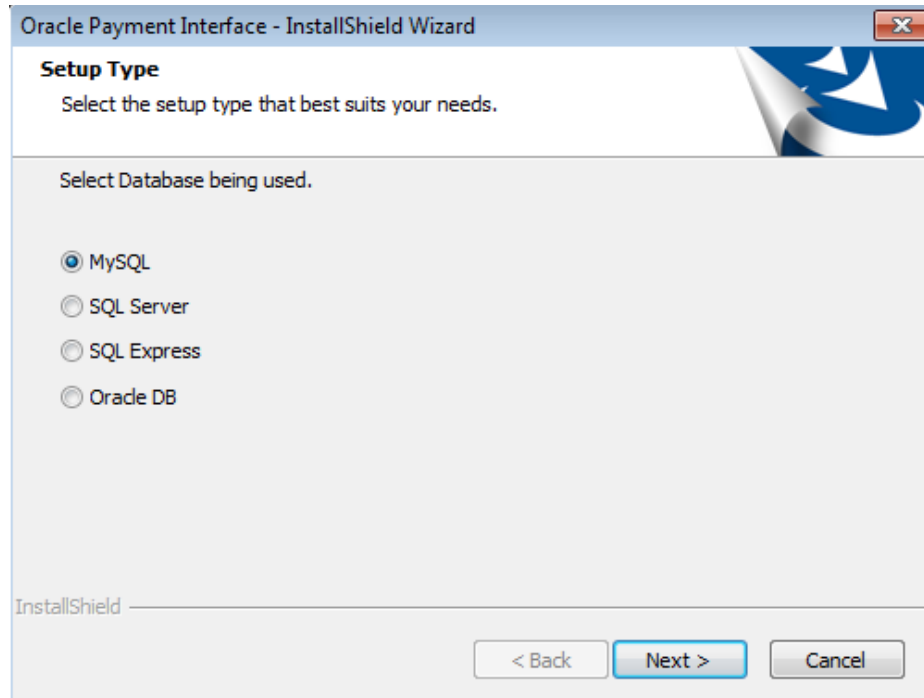 Oracle Payment Interface - InstallShield Wizard
Setup Type
Select the setup type that best suits your needs.
Select Database being used.
MySQL
SQL Server
SQL Express
Oracle DB
InstallShield
< Back Next > Cancel